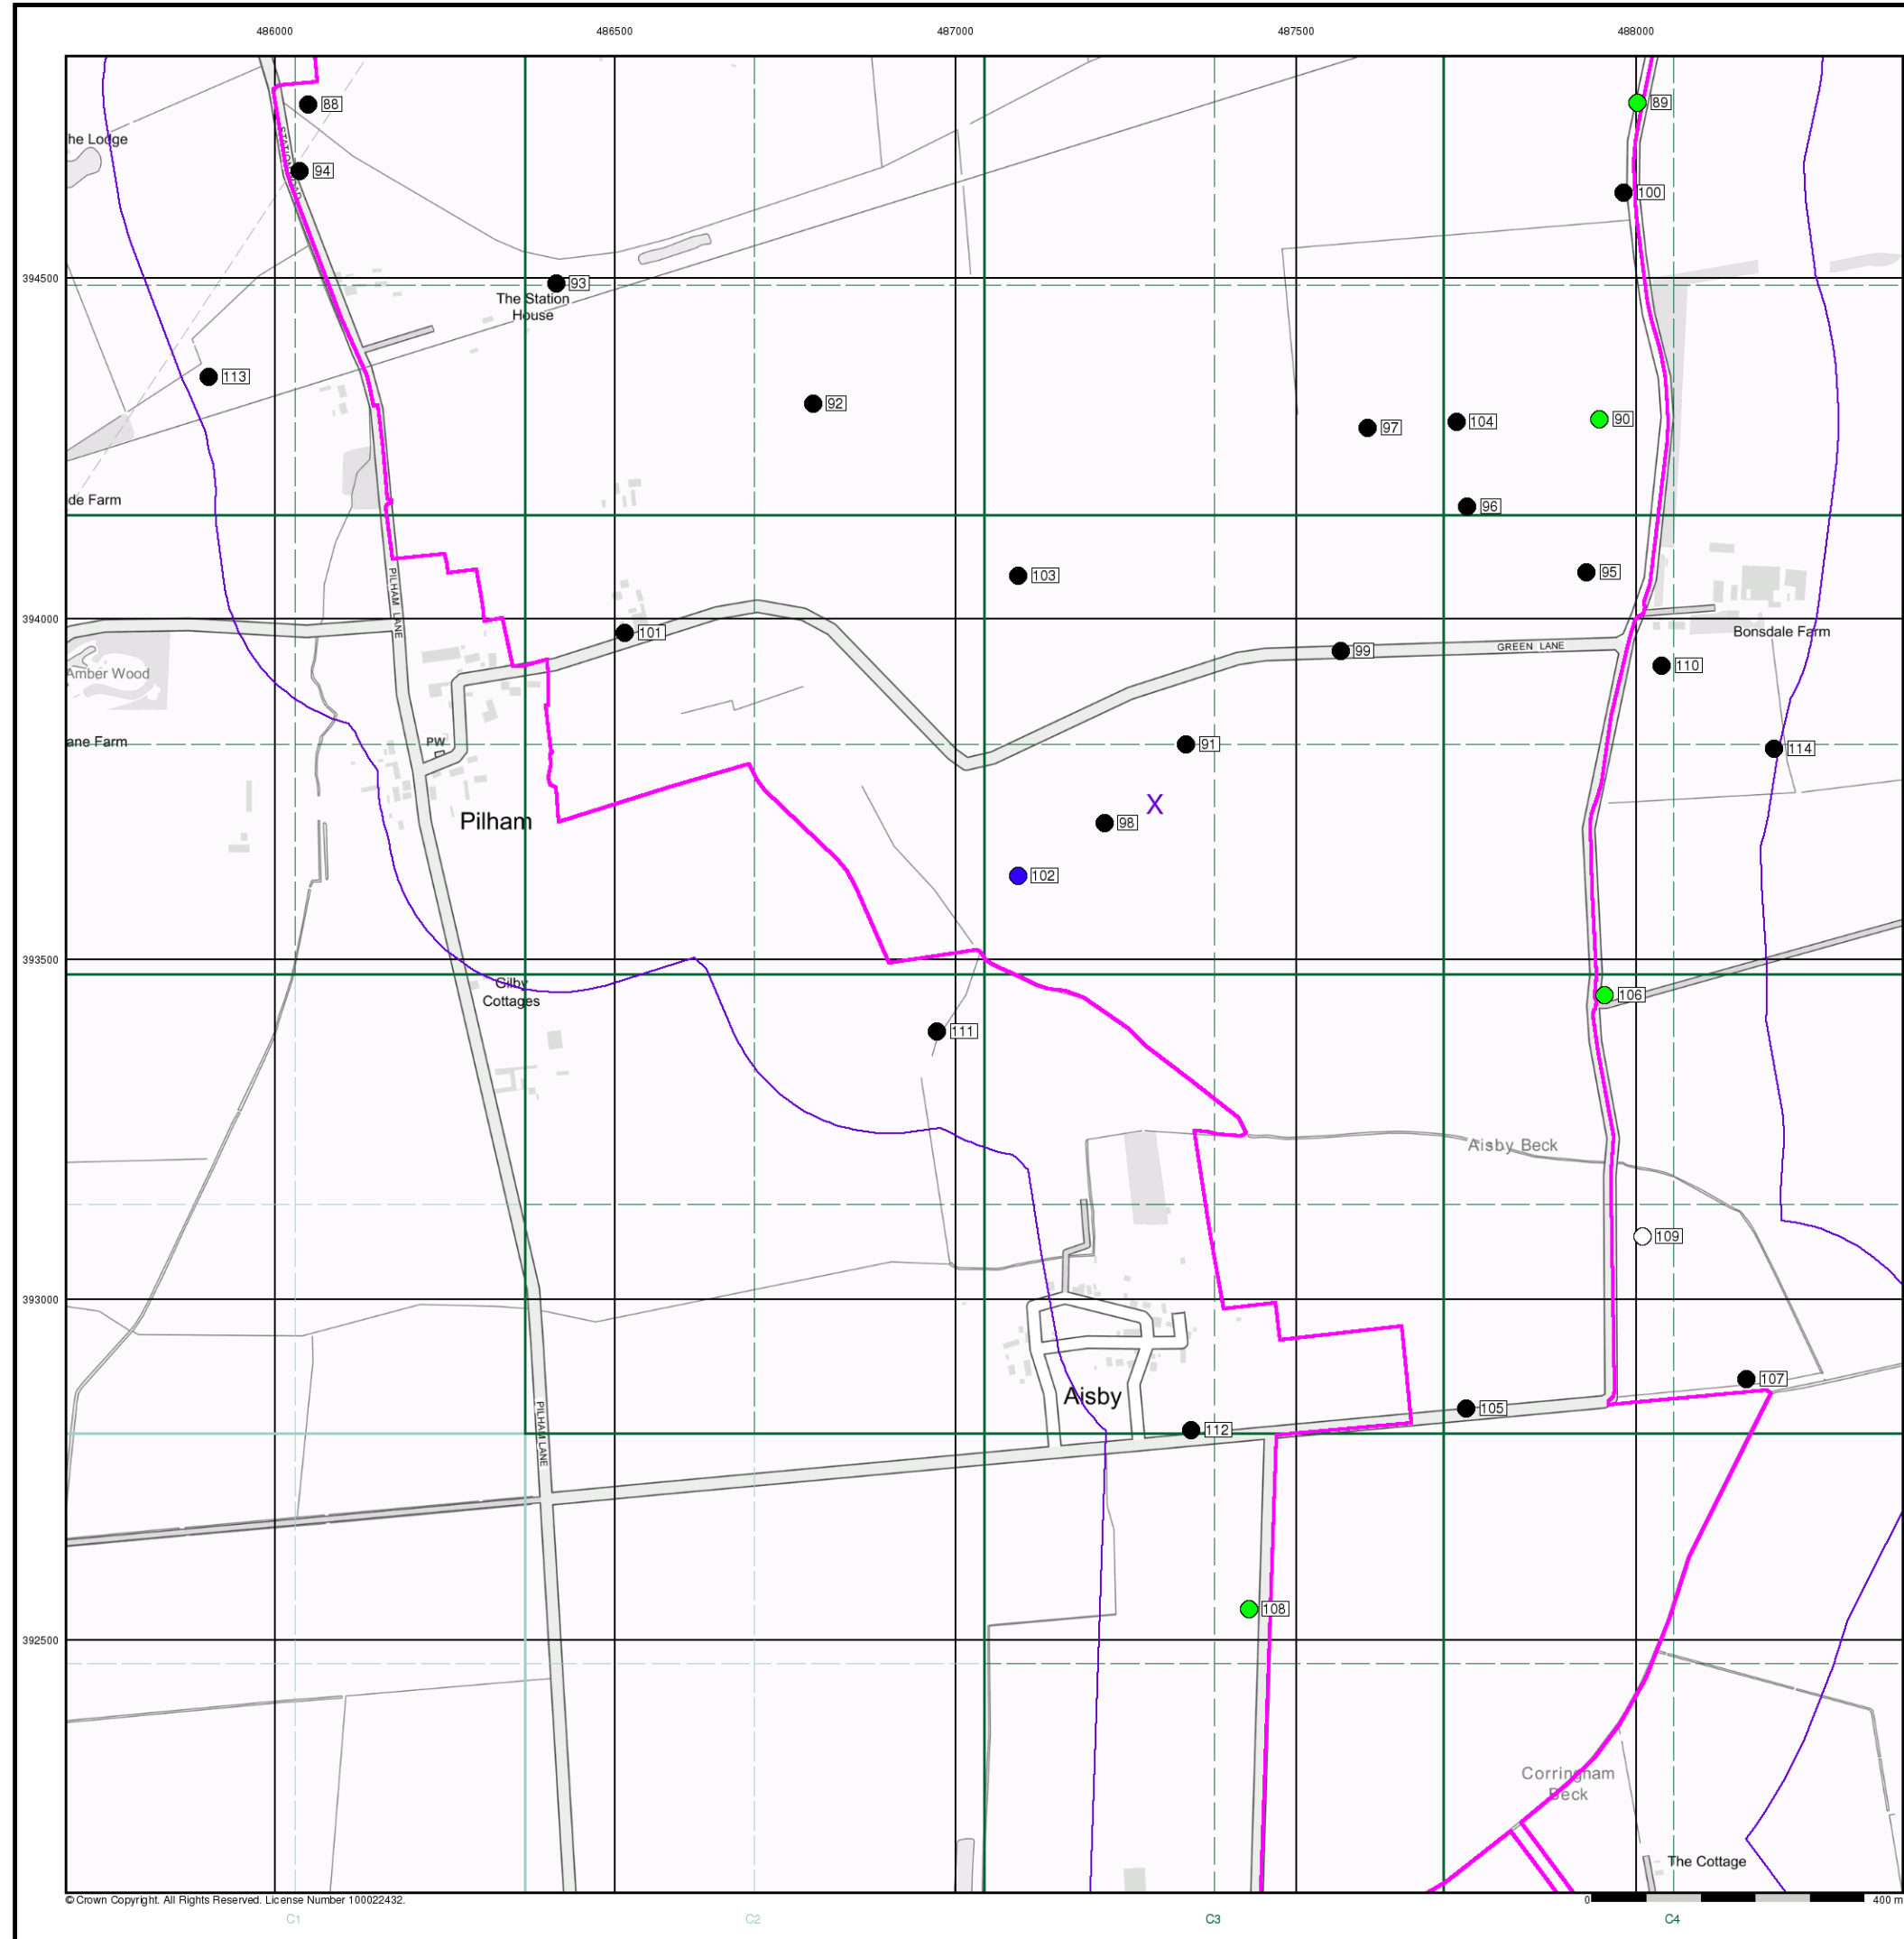 486000 486500 487000 487500 488000
88
89
he Lodge
STATION ROAD
94
100
394500
93
The Station
House
113
92
90
104
97
de Farm
96
PILHAM LANE
103
95
394000
101
Bonsdale Farm
GREEN LANE
99
110
Amber Wood
PW
ane Farm
91
114
X
Pilham
98
102
393500
Gilby
Cottages
106
111
Aisby Beck
109
393000
107
Aisby
105
PILHAM LANE
112
108
392500
Corringham
Beck
The Cottage
© Crown Copyright. All Rights Reserved. License Number 100022432.
0 400 m
C1 C2 C3 C4